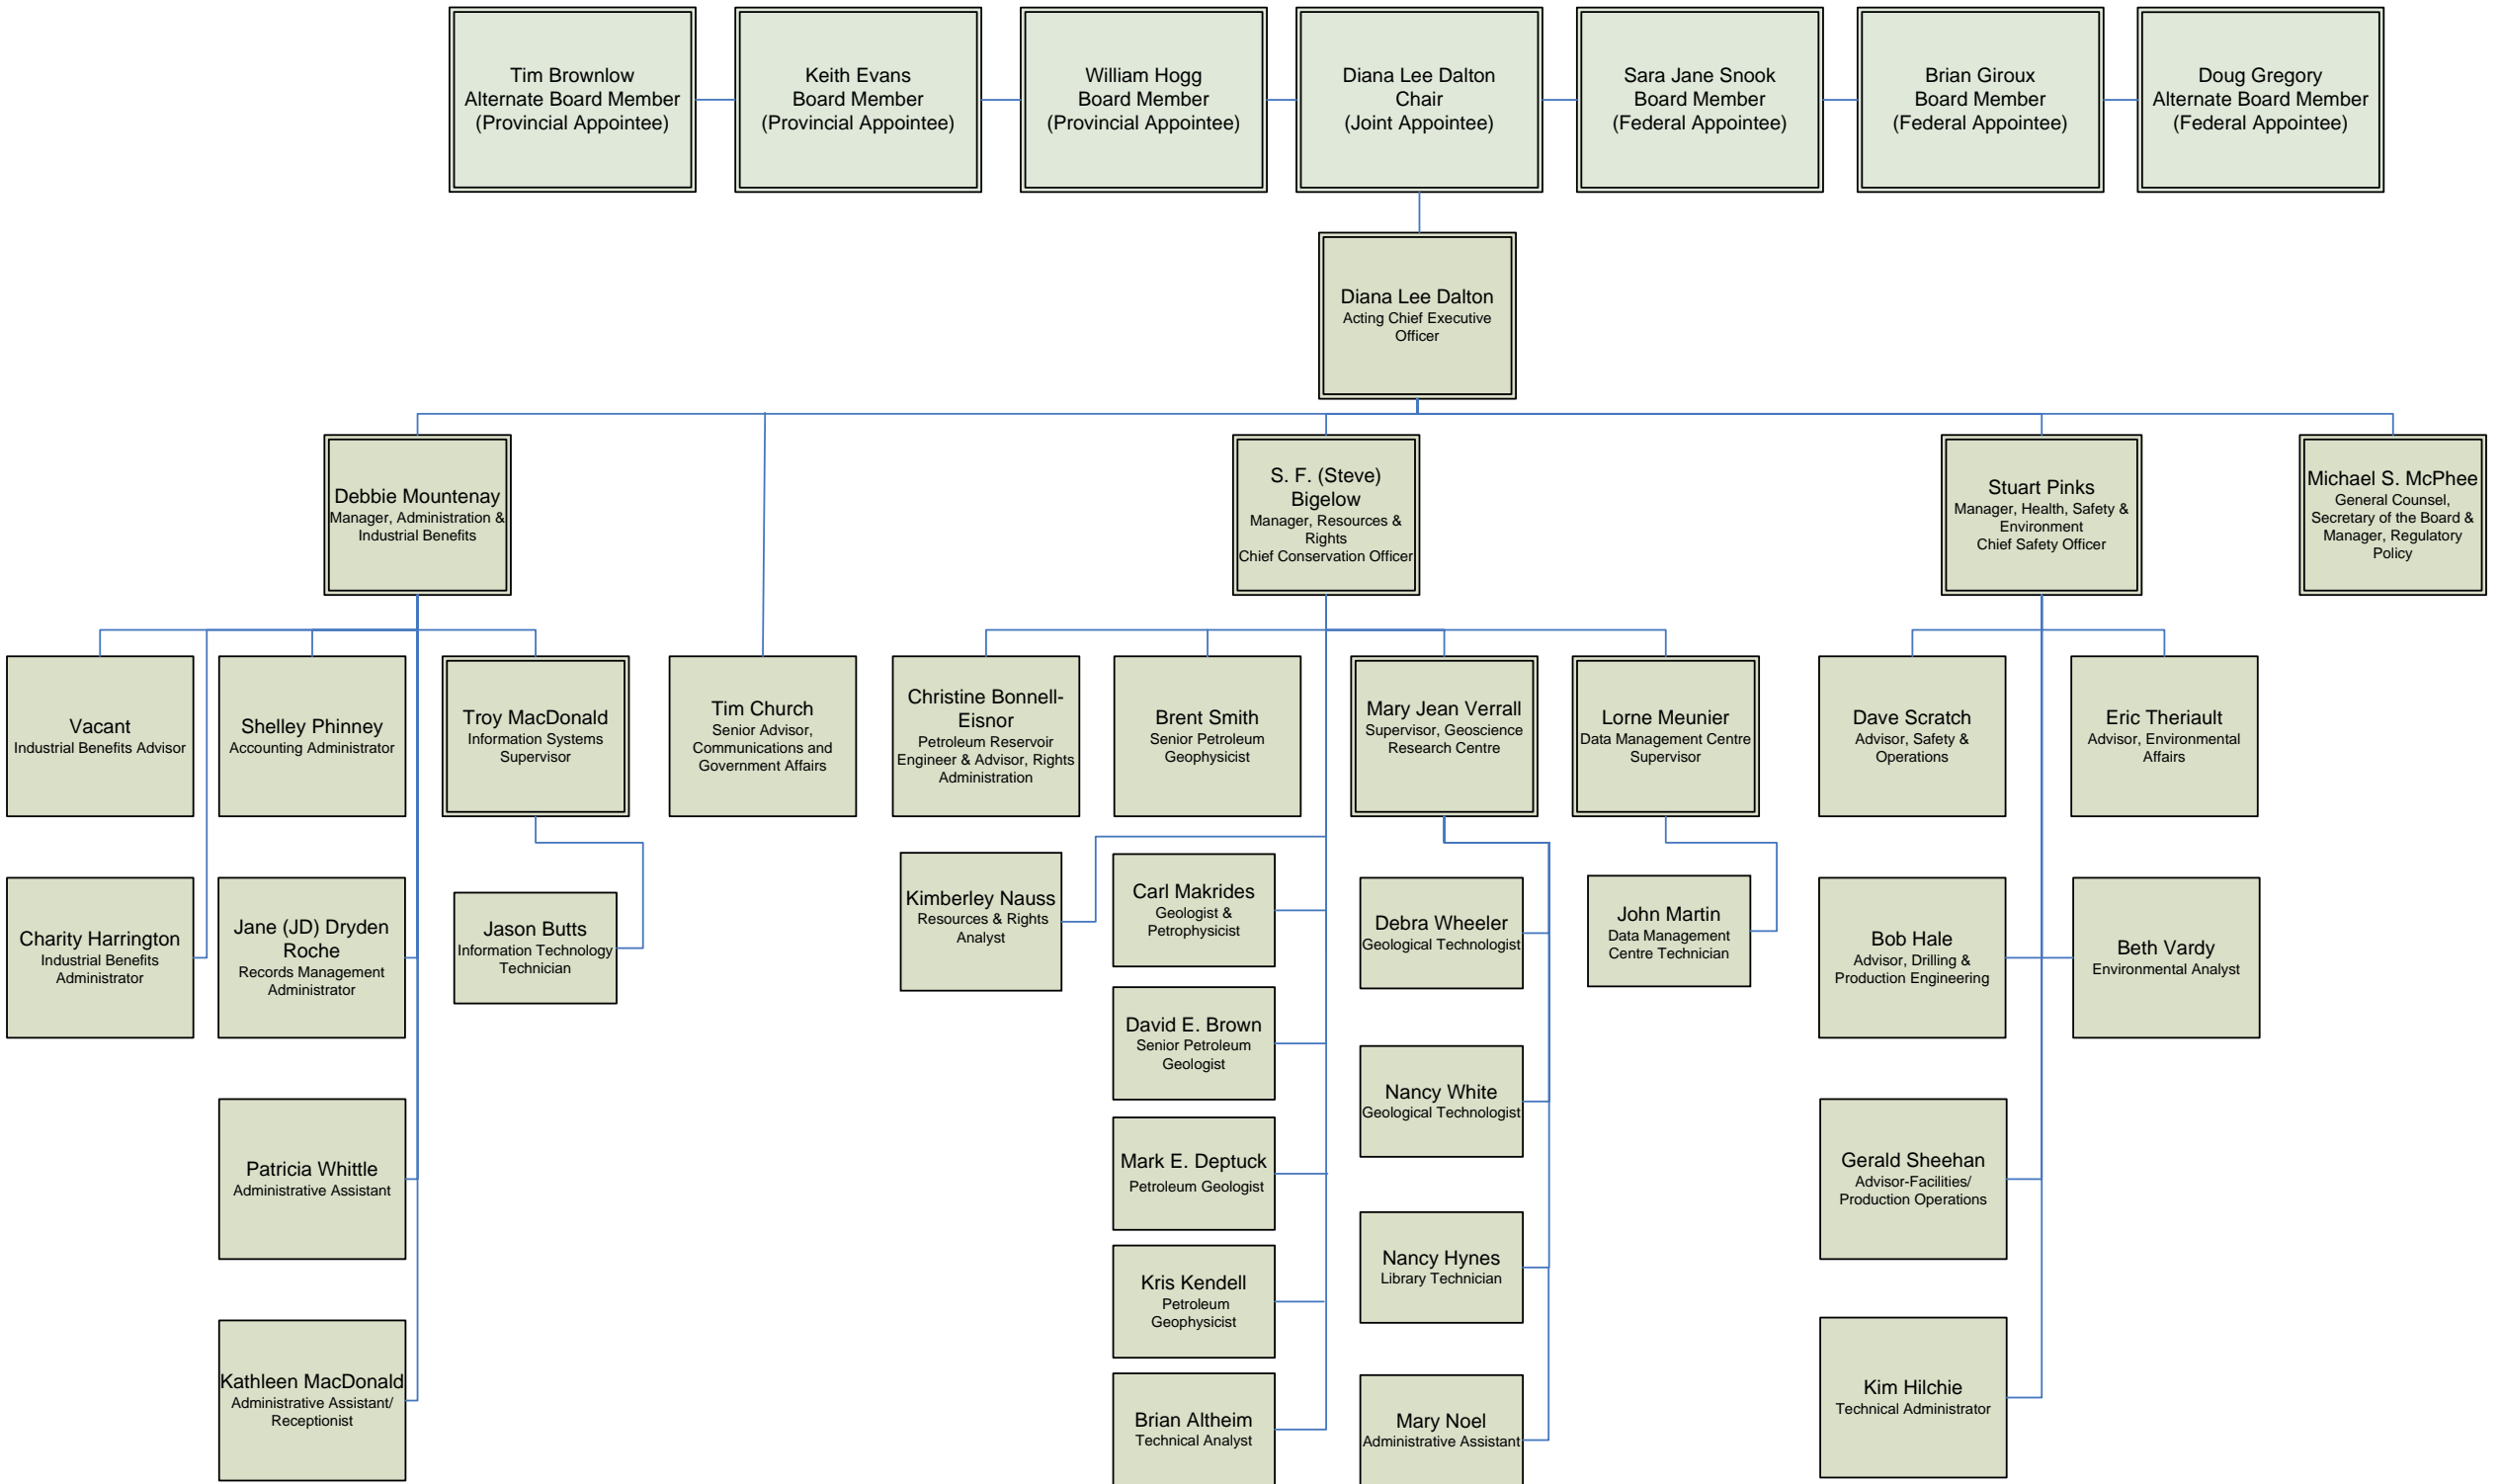 Tim Brownlow
Alternate Board Member
(Provincial Appointee)
Keith Evans
Board Member
(Provincial Appointee)
William Hogg
Board Member
(Provincial Appointee)
Diana Lee Dalton
Chair
(Joint Appointee)
Sara Jane Snook
Board Member
(Federal Appointee)
Brian Giroux
Board Member
(Federal Appointee)
Doug Gregory
Alternate Board Member
(Federal Appointee)
Diana Lee Dalton
Acting Chief Executive
Officer
Debbie Mountenay
Manager, Administration &
Industrial Benefits
S. F. (Steve)
Bigelow
Manager, Resources &
Rights
Chief Conservation Officer
Stuart Pinks
Manager, Health, Safety &
Environment
Chief Safety Officer
Michael S. McPhee
General Counsel,
Secretary of the Board &
Manager, Regulatory
Policy
Vacant
Industrial Benefits Advisor
Shelley Phinney
Accounting Administrator
Troy MacDonald
Information Systems
Supervisor
Tim Church
Senior Advisor,
Communications and
Government Affairs
Christine Bonnell-
Eisnor
Petroleum Reservoir
Engineer & Advisor, Rights
Administration
Brent Smith
Senior Petroleum
Geophysicist
Mary Jean Verrall
Supervisor, Geoscience
Research Centre
Lorne Meunier
Data Management Centre
Supervisor
Dave Scratch
Advisor, Safety &
Operations
Eric Theriault
Advisor, Environmental
Affairs
Charity Harrington
Industrial Benefits
Administrator
Jane (JD) Dryden
Roche
Records Management
Administrator
Jason Butts
Information Technology
Technician
Kimberley Nauss
Resources & Rights
Analyst
Carl Makrides
Geologist &
Petrophysicist
Debra Wheeler
Geological Technologist
John Martin
Data Management
Centre Technician
Bob Hale
Advisor, Drilling &
Production Engineering
Beth Vardy
Environmental Analyst
David E. Brown
Senior Petroleum
Geologist
Nancy White
Geological Technologist
Patricia Whittle
Administrative Assistant
Mark E. Deptuck
Petroleum Geologist
Gerald Sheehan
Advisor-Facilities/
Production Operations
Kris Kendell
Petroleum
Geophysicist
Nancy Hynes
Library Technician
Kathleen MacDonald
Administrative Assistant/
Receptionist
Brian Altheim
Technical Analyst
Mary Noel
Administrative Assistant
Kim Hilchie
Technical Administrator